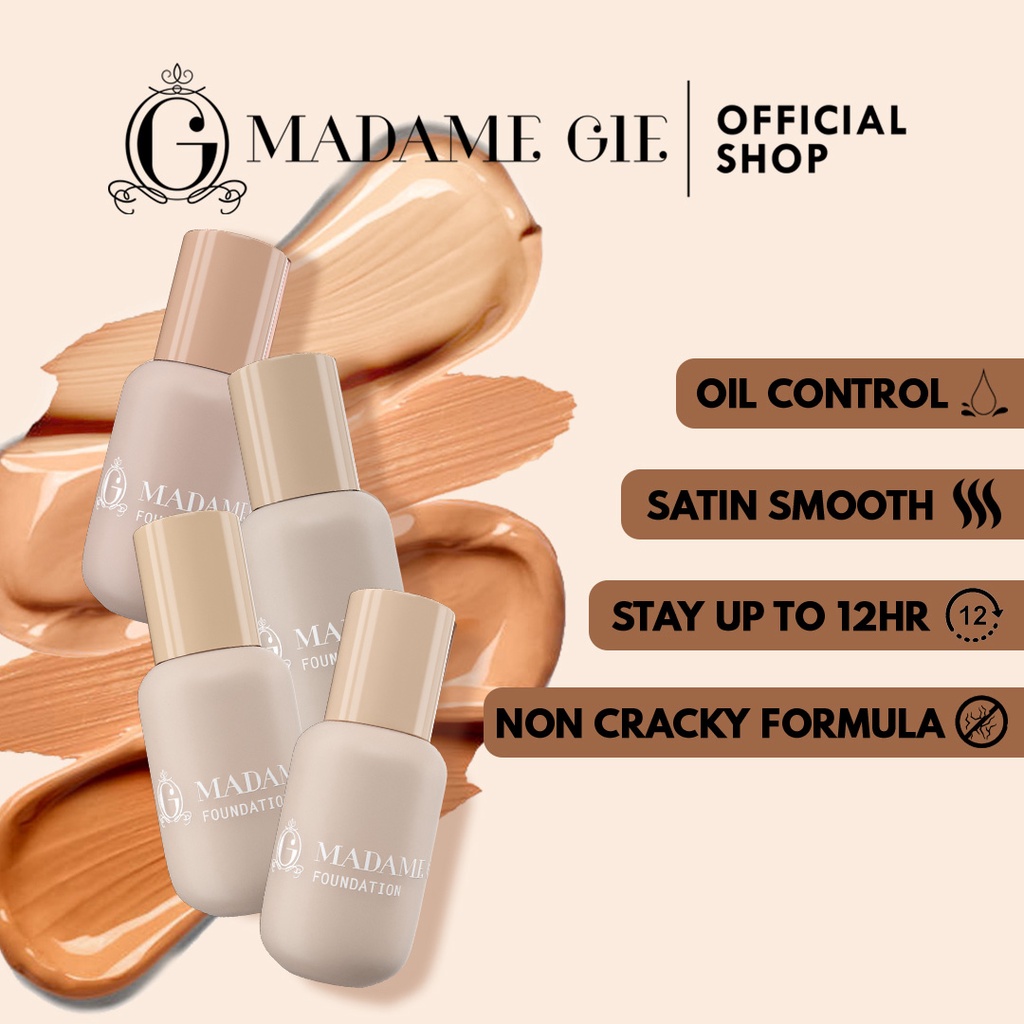 G MADAME GIE
OFFICIAL
SHOP
OIL CONTROL
SATIN SMOOTH
STAY UP TO 12HR 12
NON CRACKY FORMULA
G MADAME
G MADAME
FOUNDATION
G MADAME
FOUNDATION